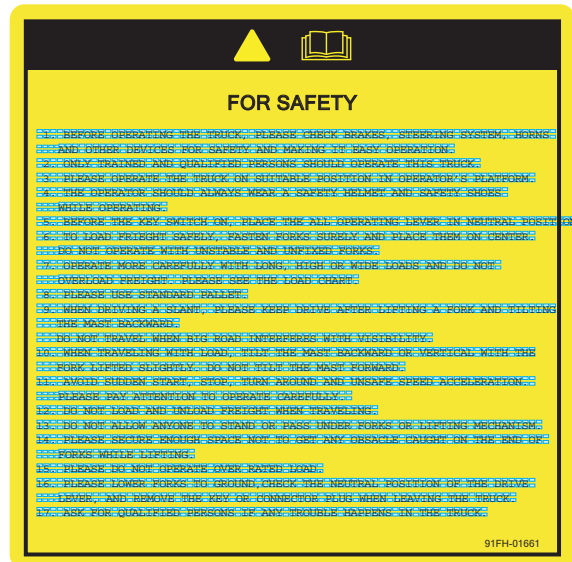 FOR SAFETY
1. BEFORE OPERATING THE TRUCK, PLEASE CHECK BRAKES, STEERING SYSTEM, HORNS
AND OTHER DEVICES FOR SAFETY AND MAKING IT EASY OPERATION.
2. ONLY TRAINED AND QUALIFIED PERSONS SHOULD OPERATE THIS TRUCK.
3. PLEASE OPERATE THE TRUCK ON SUITABLE POSITION IN OPERATOR'S PLATFORM.
4. THE OPERATOR SHOULD ALWAYS WEAR A SAFETY HELMET AND SAFETY SHOES
WHILE OPERATING.
5. BEFORE THE KEY SWITCH ON, PLACE THE ALL OPERATING LEVER IN NEUTRAL POSITION
6. TO LOAD FRIEGHT SAFELY, FASTEN FORKS SURELY AND PLACE THEM ON CENTER.
DO NOT OPERATE WITH UNSTABLE AND UNFIXED FORKS.
7. OPERATE MORE CAREFULLY WITH LONG, HIGH OR WIDE LOADS AND DO NOT
OVERLOAD FREIGHT. PLEASE SEE THE LOAD CHART.
8. PLEASE USE STANDARD PALLET.
9. WHEN DRIVING A SLANT, PLEASE KEEP DRIVE AFTER LIFTING A FORK AND TILTING
THE MAST BACKWARD.
DO NOT TRAVEL WHEN BIG ROAD INTERFERES WITH VISIBILITY.
10. WHEN TRAVELING WITH LOAD, TILT THE MAST BACKWARD OR VERTICAL WITH THE
FORK LIFTED SLIGHTLY. DO NOT TILT THE MAST FORWARD.
11. AVOID SUDDEN START, STOP, TURN AROUND AND UNSAFE SPEED ACCELERATION.
PLEASE PAY ATTENTION TO OPERATE CAREFULLY.
12. DO NOT LOAD AND UNLOAD FREIGHT WHEN TRAVELING.
13. DO NOT ALLOW ANYONE TO STAND OR PASS UNDER FORKS OR LIFTING MECHANISM.
14. PLEASE SECURE ENOUGH SPACE NOT TO GET ANY OBSACLE CAUGHT ON THE END OF
FORKS WHILE LIFTING.
15. PLEASE DO NOT OPERATE OVER RATED LOAD.
16. PLEASE LOWER FORKS TO GROUND,CHECK THE NEUTRAL POSITION OF THE DRIVE
LEVER, AND REMOVE THE KEY OR CONNECTOR PLUG WHEN LEAVING THE TRUCK.
17. ASK FOR QUALIFIED PERSONS IF ANY TROUBLE HAPPENS IN THE TRUCK.
91FH-01661